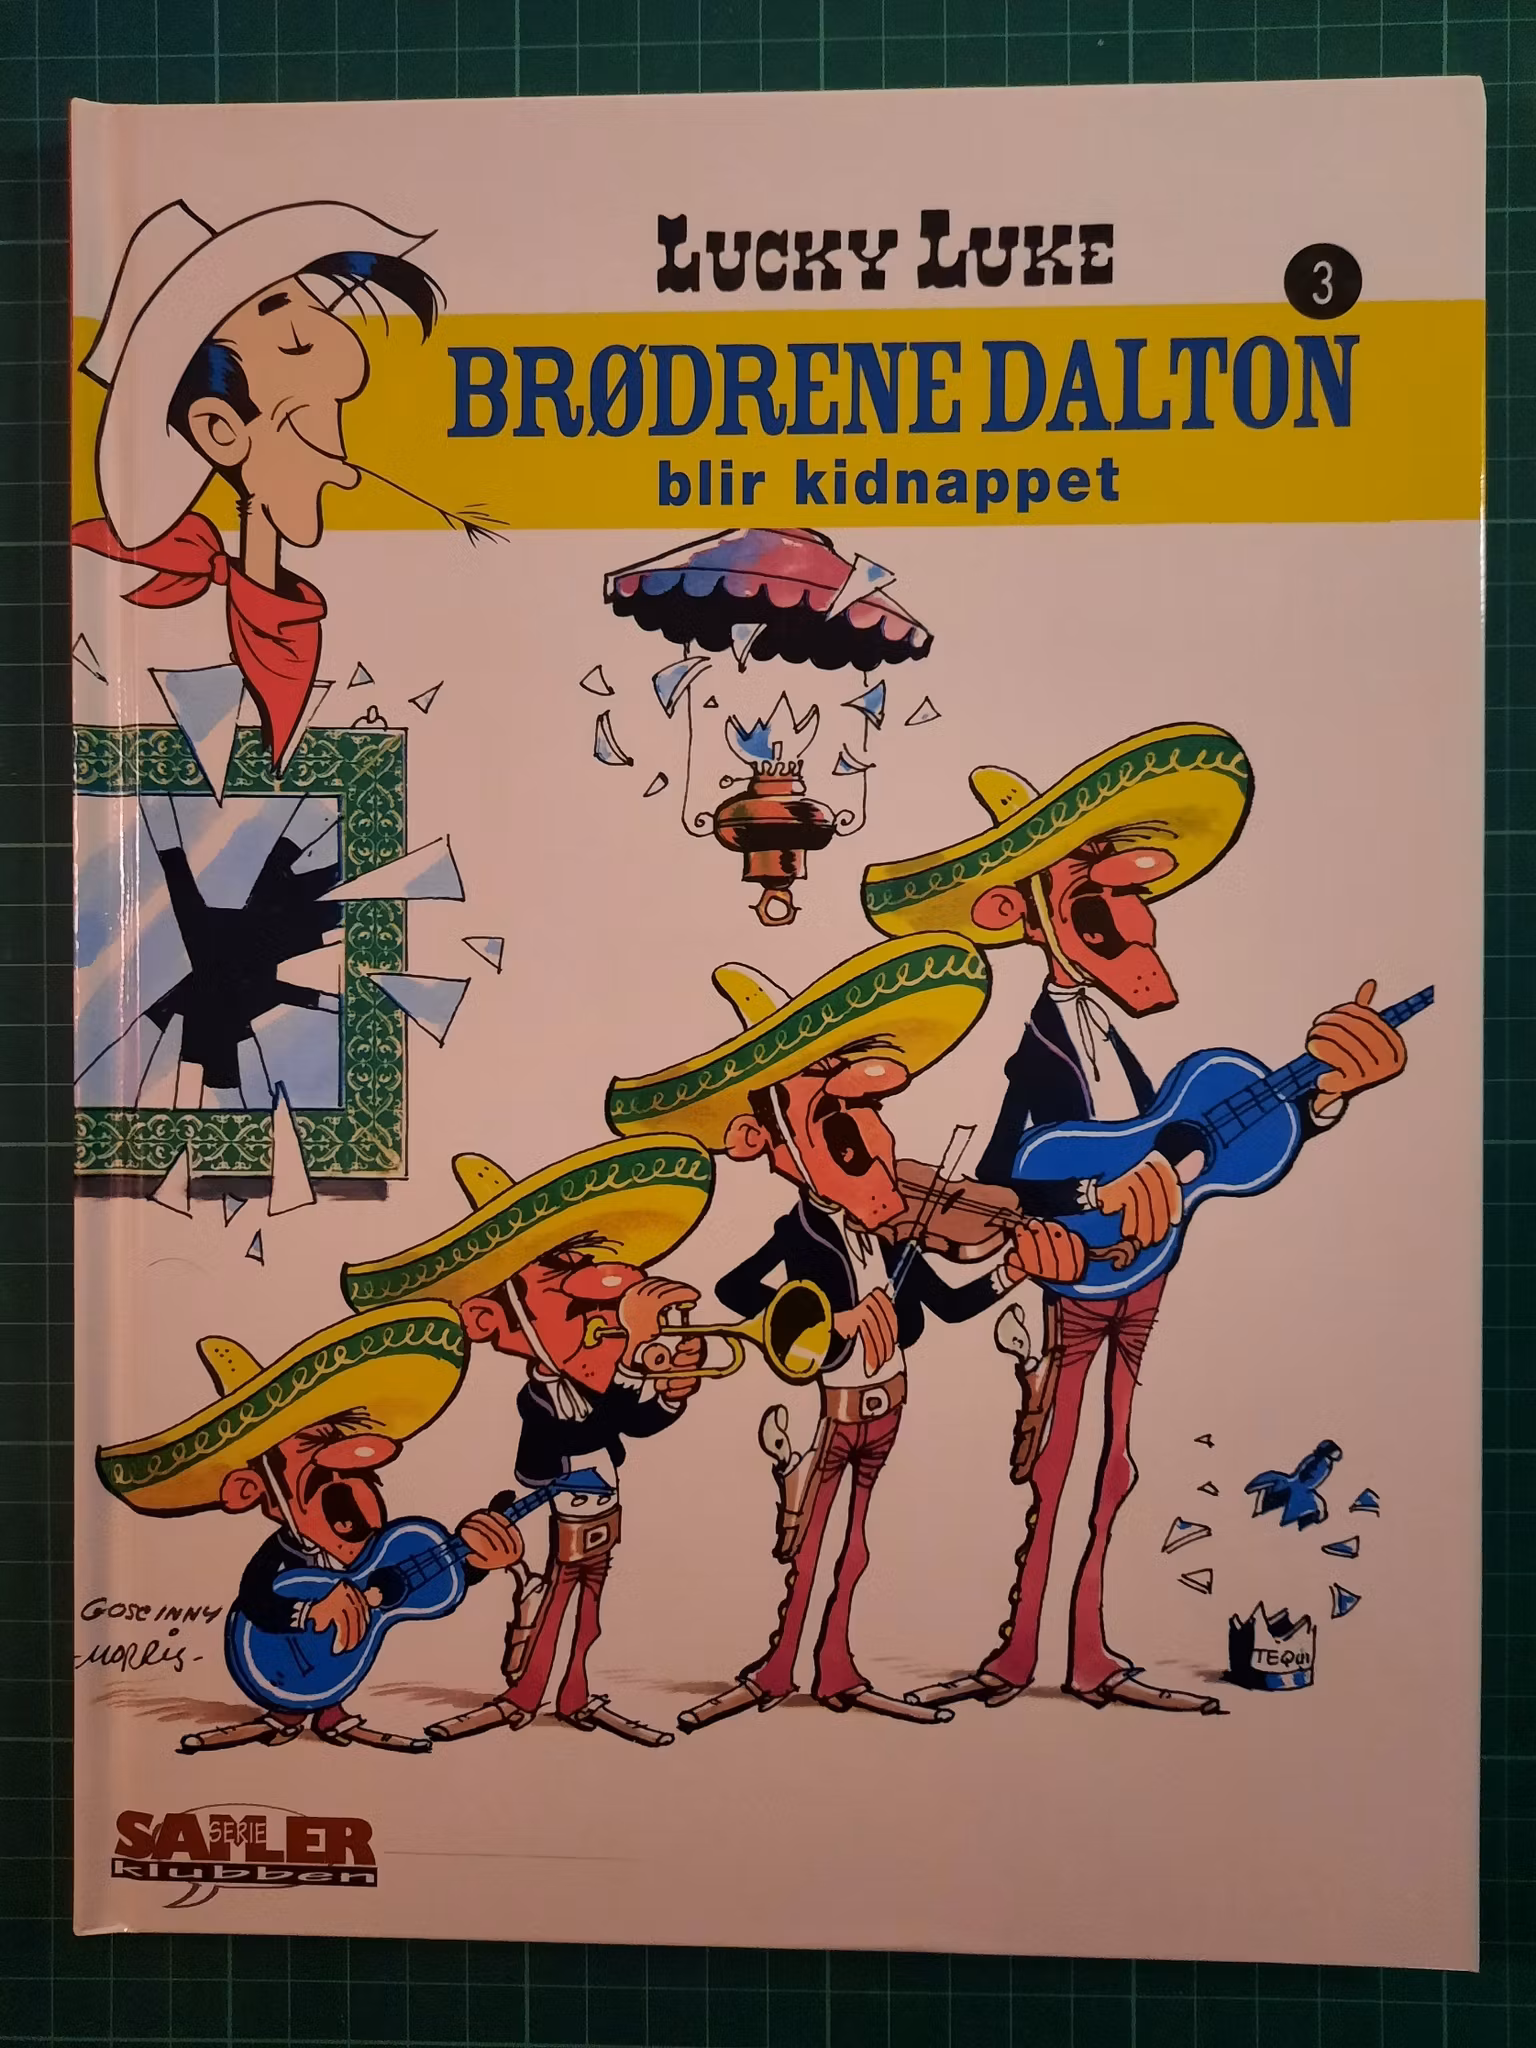 LUCKY LUKE
3
BRØDRENE DALTON
blir kidnappet
GOSCINNY
&
MORRIS-
TEQUI
SAMLER
SERIE
klubben